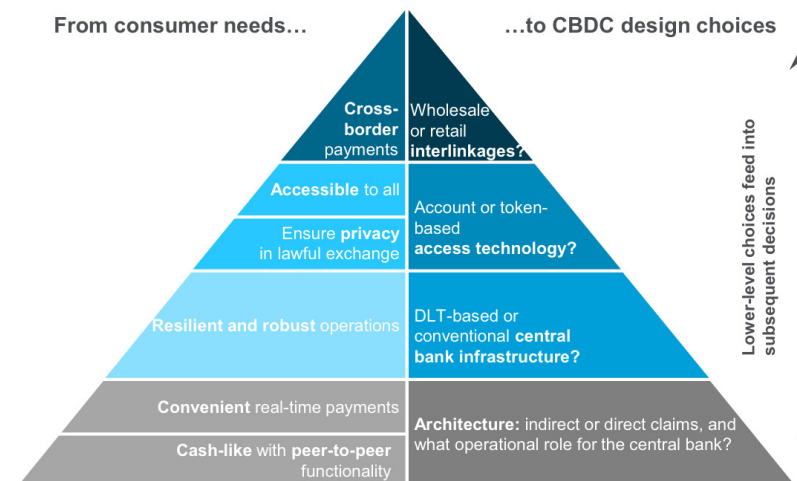 From consumer needs…
…to CBDC design choices
Cross-
border
payments
Wholesale
or retail
interlinkages?
Accessible to all
Ensure privacy
in lawful exchange
Account or token-
based
access technology?
Resilient and robust operations
DLT-based or
conventional central
bank infrastructure?
Convenient real-time payments
Cash-like with peer-to-peer
functionality
Architecture: indirect or direct claims, and
what operational role for the central bank?
Lower-level choices feed into
subsequent decisions